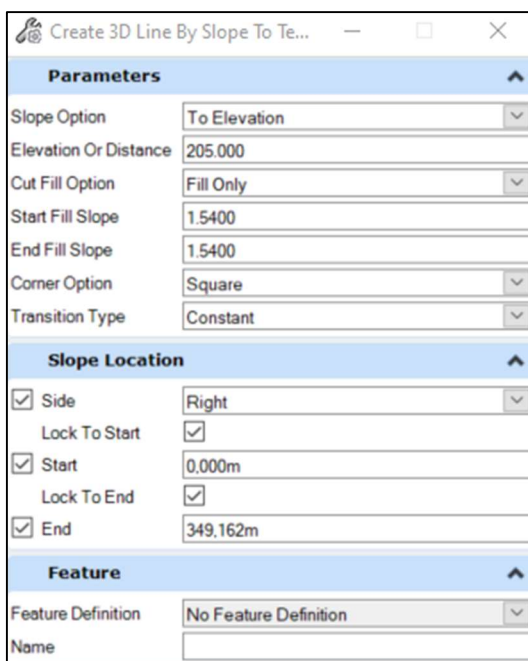 Create 3D Line By Slope To Te...
Parameters
Slope Option To Elevation
Elevation Or Distance 205.000
Cut Fill Option Fill Only
Start Fill Slope 1.5400
End Fill Slope 1.5400
Corner Option Square
Transition Type Constant
Slope Location
Side Right
Lock To Start
Start 0,000m
Lock To End
End 349,162m
Feature
Feature Definition No Feature Definition
Name